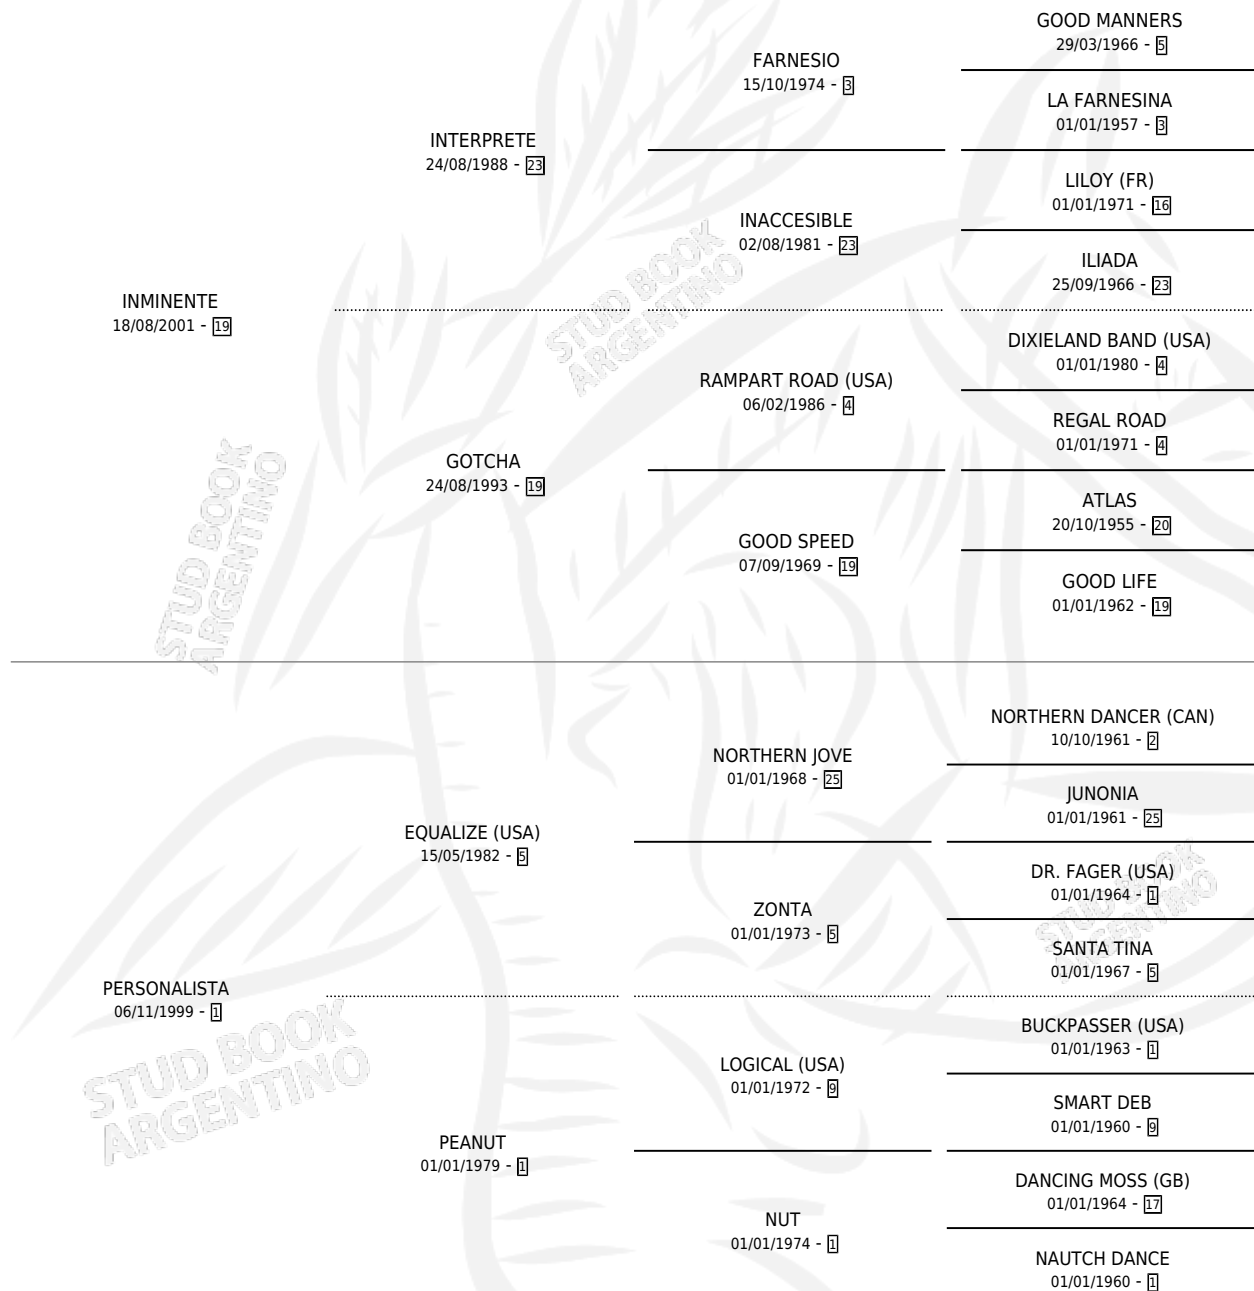 GOOD MANNERS
29/03/1966 - 5
FARNESIO
15/10/1974 - 3
LA FARNESINA
01/01/1957 - 3
INTERPRETE
24/08/1988 - 23
LILOY (FR)
01/01/1971 - 16
INACCESIBLE
02/08/1981 - 23
ILIADA
25/09/1966 - 23
INMINENTE
18/08/2001 - 19
DIXIELAND BAND (USA)
01/01/1980 - 4
RAMPART ROAD (USA)
06/02/1986 - 4
REGAL ROAD
01/01/1971 - 4
GOTCHA
24/08/1993 - 19
ATLAS
20/10/1955 - 20
GOOD SPEED
07/09/1969 - 19
GOOD LIFE
01/01/1962 - 19
STUD BOOK
ARGENTINO
STUD BOOK
ARGENTINO
NORTHERN DANCER (CAN)
10/10/1961 - 2
NORTHERN JOVE
01/01/1968 - 25
JUNONIA
01/01/1961 - 25
EQUALIZE (USA)
15/05/1982 - 5
DR. FAGER (USA)
01/01/1964 - 1
ZONTA
01/01/1973 - 5
SANTA TINA
01/01/1967 - 5
PERSONALISTA
06/11/1999 - 1
BUCKPASSER (USA)
01/01/1963 - 1
LOGICAL (USA)
01/01/1972 - 9
SMART DEB
01/01/1960 - 9
PEANUT
01/01/1979 - 1
DANCING MOSS (GB)
01/01/1964 - 17
NUT
01/01/1974 - 1
NAUTCH DANCE
01/01/1960 - 1
STUD BOOK
ARGENTINO
STUD BOOK
ARGENTINO